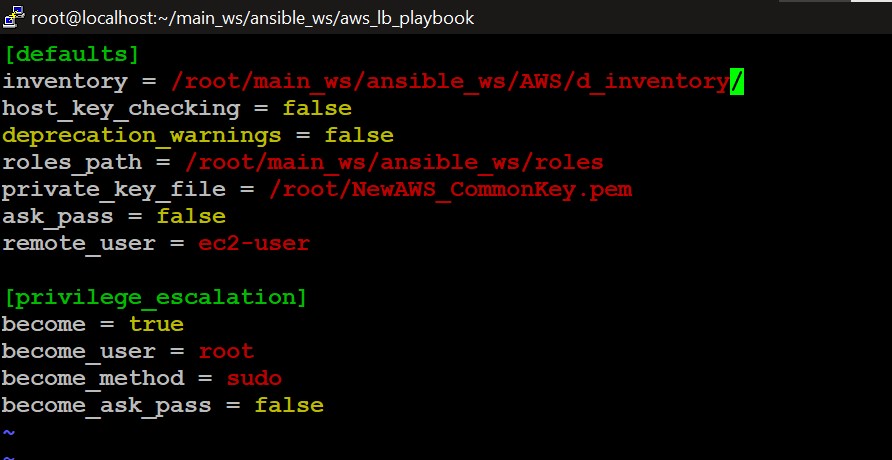 root@localhost:~/main_ws/ansible_ws/aws_lb_playbook
[defaults]
inventory = /root/main_ws/ansible_ws/AWS/d_inventory/
host_key_checking = false
deprecation_warnings = false
roles_path = /root/main_ws/ansible_ws/roles
private_key_file = /root/NewAWS_CommonKey.pem
ask_pass = false
remote_user = ec2-user
[privilege_escalation]
become = true
become_user = root
become_method = sudo
become_ask_pass = false
~
~